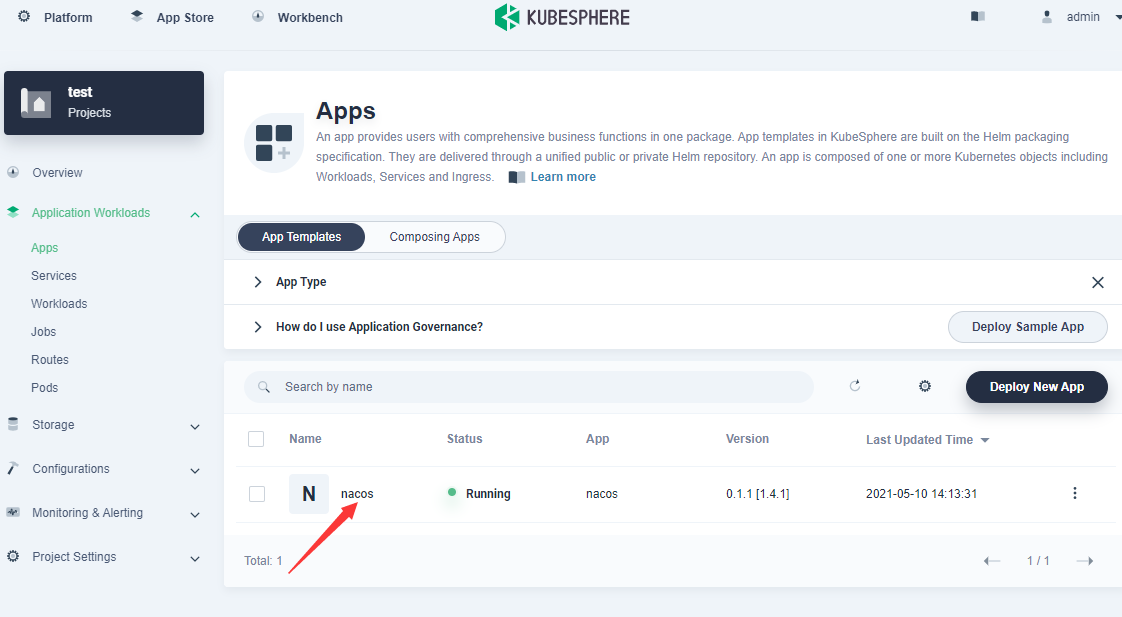 Platform
App Store
Workbench
KUBESPHERE
admin
test
Projects
Overview
Application Workloads
Apps
Services
Workloads
Jobs
Routes
Pods
Storage
Configurations
Monitoring & Alerting
Project Settings
Apps
An app provides users with comprehensive business functions in one package. App templates in KubeSphere are built on the Helm packaging
specification. They are delivered through a unified public or private Helm repository. An app is composed of one or more Kubernetes objects including
Workloads, Services and Ingress. Learn more
App Templates Composing Apps
App Type
How do I use Application Governance? Deploy Sample App
Search by name Deploy New App
Name Status App Version Last Updated Time
N nacos Running nacos 0.1.1 [1.4.1] 2021-05-10 14:13:31
Total: 1 1 / 1